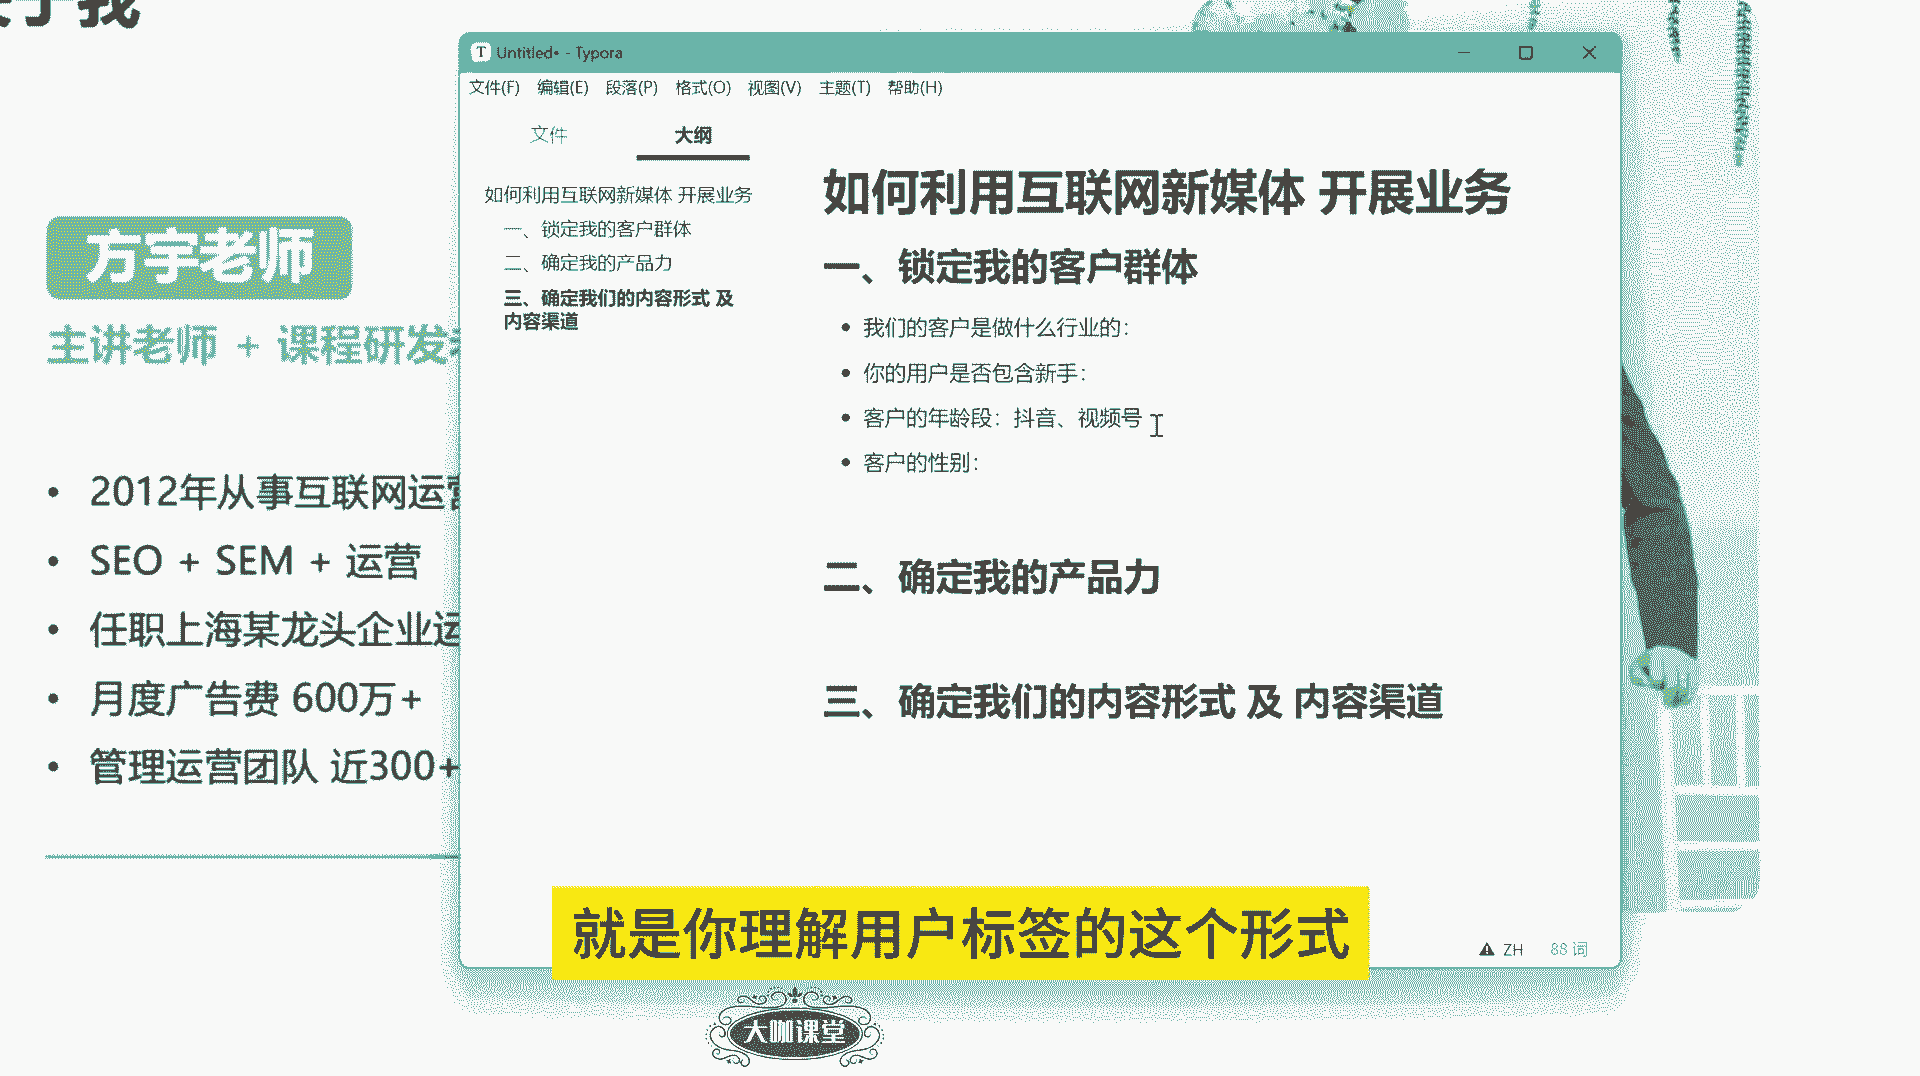 Untitled• - Typora
文件(F) 编辑(E) 段落(P) 格式(O) 视图(V) 主题(T) 帮助(H)
文件 大纲
如何利用互联网新媒体 开展业务
一、锁定我的客户群体
二、确定我的产品力
三、确定我们的内容形式 及
内容渠道
如何利用互联网新媒体 开展业务
一、锁定我的客户群体
• 我们的客户是做什么行业的：
• 你的用户是否包含新手：
• 客户的年龄段：抖音、视频号
• 客户的性别：
二、确定我的产品力
三、确定我们的内容形式 及 内容渠道
ZH 88 词
方宇老师
主讲老师 + 课程研发
• 2012年从事互联网运营
• SEO + SEM + 运营
• 任职上海某龙头企业运
• 月度广告费 600万+
• 管理运营团队 近300+
就是你理解用户标签的这个形式
大咖课堂